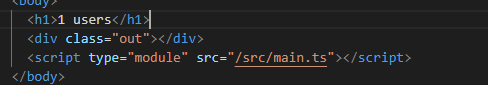 <body>
<h1>1 users</h1>
<div class="out"></div>
<script type="module" src="/src/main.ts"></script>
</body>